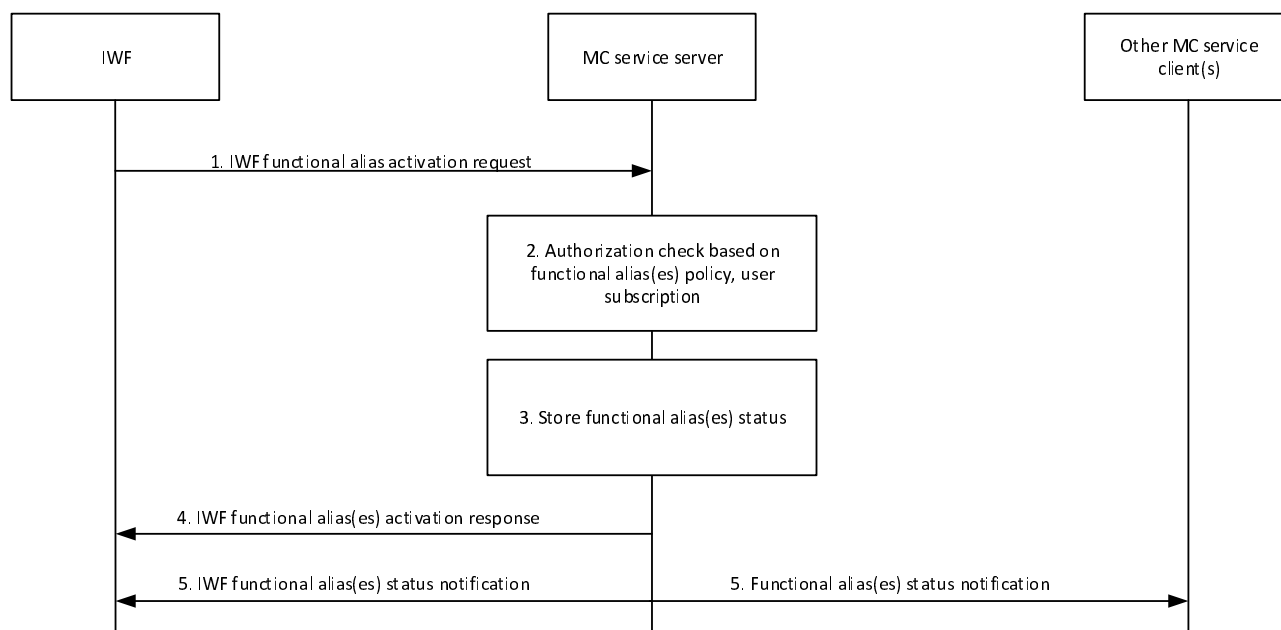 IWF
MC service server
Other MC service
client(s)
1. IWF functional alias activation request
2. Authorization check based on
functional alias(es) policy, user
subscription
3. Store functional alias(es) status
4. IWF functional alias(es) activation response
5. IWF functional alias(es) status notification
5. Functional alias(es) status notification